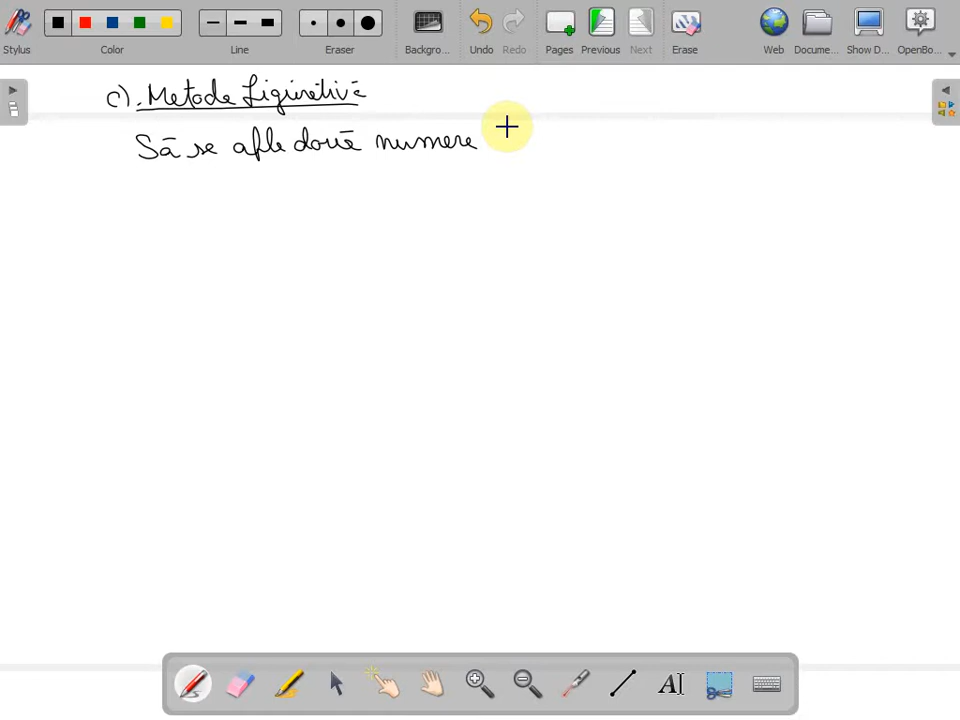 Stylus
Color
Line
Eraser
Backgro...
Undo
Redo
Pages
Previous
Next
Erase
Web
Docume...
Show D...
OpenBo...
c). Metoda figurativă
Să se afle două numere